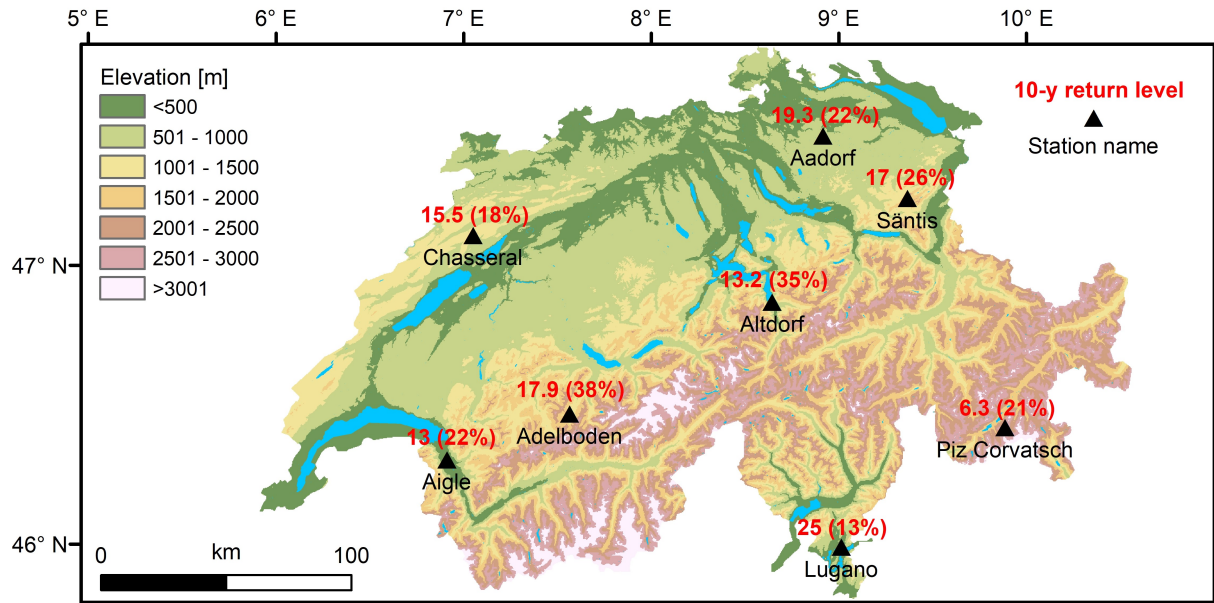 5° E
6° E
7° E
8° E
9° E
10° E
47° N
46° N
Elevation [m]
<500
501 - 1000
1001 - 1500
1501 - 2000
2001 - 2500
2501 - 3000
>3001
10-y return level
Station name
19.3 (22%)
Aadorf
17 (26%)
Säntis
15.5 (18%)
Chasseral
13.2 (35%)
Altdorf
17.9 (38%)
Adelboden
6.3 (21%)
Piz Corvatsch
13 (22%)
Aigle
25 (13%)
Lugano
0 km 100